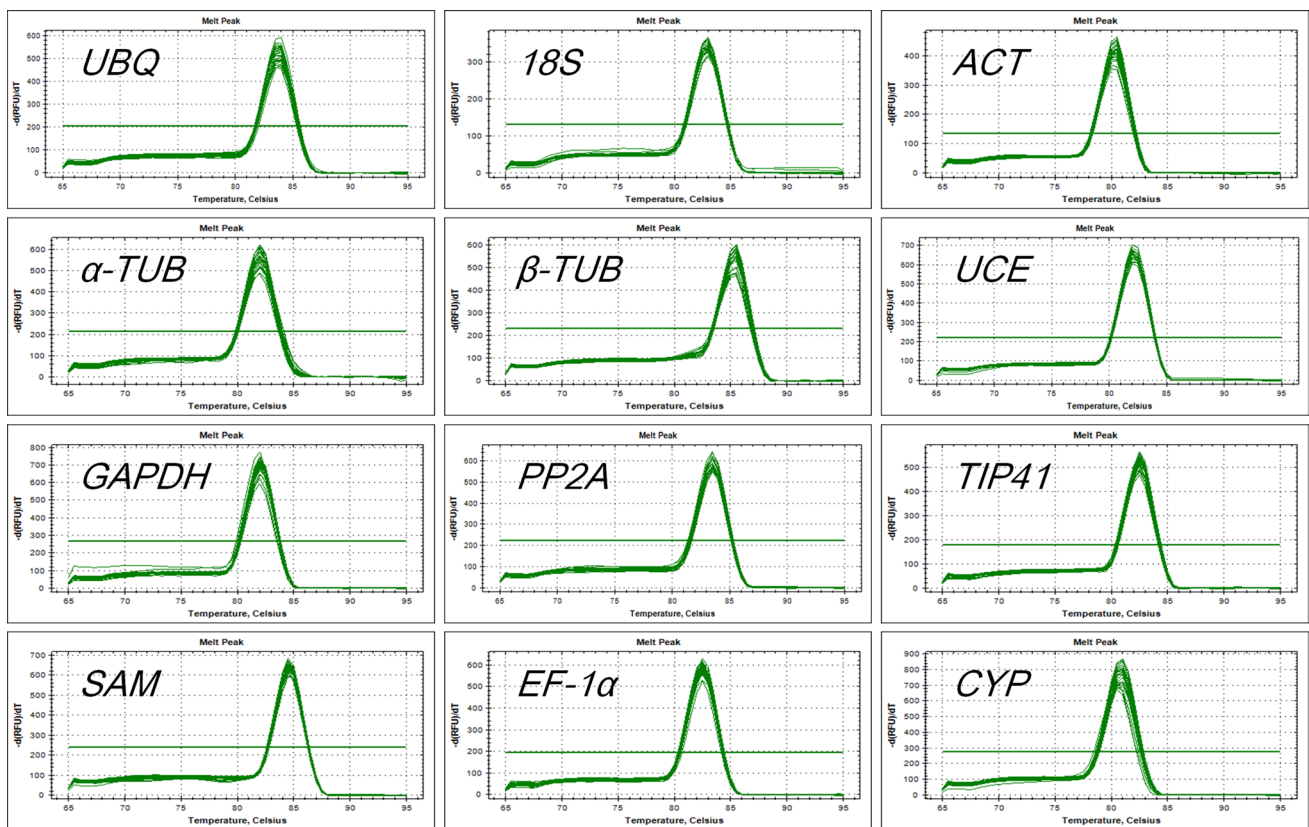 Melt Peak
UBQ
-d(RFU)/dT
600
500
400
300
200
100
0
65 70 75 80 85 90 95
Temperature, Celsius
Melt Peak
18S
-d(RFU)/dT
300
200
100
0
65 70 75 80 85 90 95
Temperature, Celsius
Melt Peak
ACT
-d(RFU)/dT
400
300
200
100
0
65 70 75 80 85 90 95
Temperature, Celsius
Melt Peak
α-TUB
-d(RFU)/dT
600
500
400
300
200
100
0
65 70 75 80 85 90 95
Temperature, Celsius
Melt Peak
β-TUB
-d(RFU)/dT
600
500
400
300
200
100
0
65 70 75 80 85 90 95
Temperature, Celsius
Melt Peak
UCE
-d(RFU)/dT
700
600
500
400
300
200
100
0
65 70 75 80 85 90 95
Temperature, Celsius
Melt Peak
GAPDH
-d(RFU)/dT
800
700
600
500
400
300
200
100
0
65 70 75 80 85 90 95
Temperature, Celsius
Melt Peak
PP2A
-d(RFU)/dT
600
500
400
300
200
100
0
65 70 75 80 85 90 95
Temperature, Celsius
Melt Peak
TIP41
-d(RFU)/dT
500
400
300
200
100
0
65 70 75 80 85 90 95
Temperature, Celsius
Melt Peak
SAM
-d(RFU)/dT
700
600
500
400
300
200
100
0
65 70 75 80 85 90 95
Temperature, Celsius
Melt Peak
EF-1α
-d(RFU)/dT
600
500
400
300
200
100
0
65 70 75 80 85 90 95
Temperature, Celsius
Melt Peak
CYP
-d(RFU)/dT
900
800
700
600
500
400
300
200
100
0
65 70 75 80 85 90 95
Temperature, Celsius